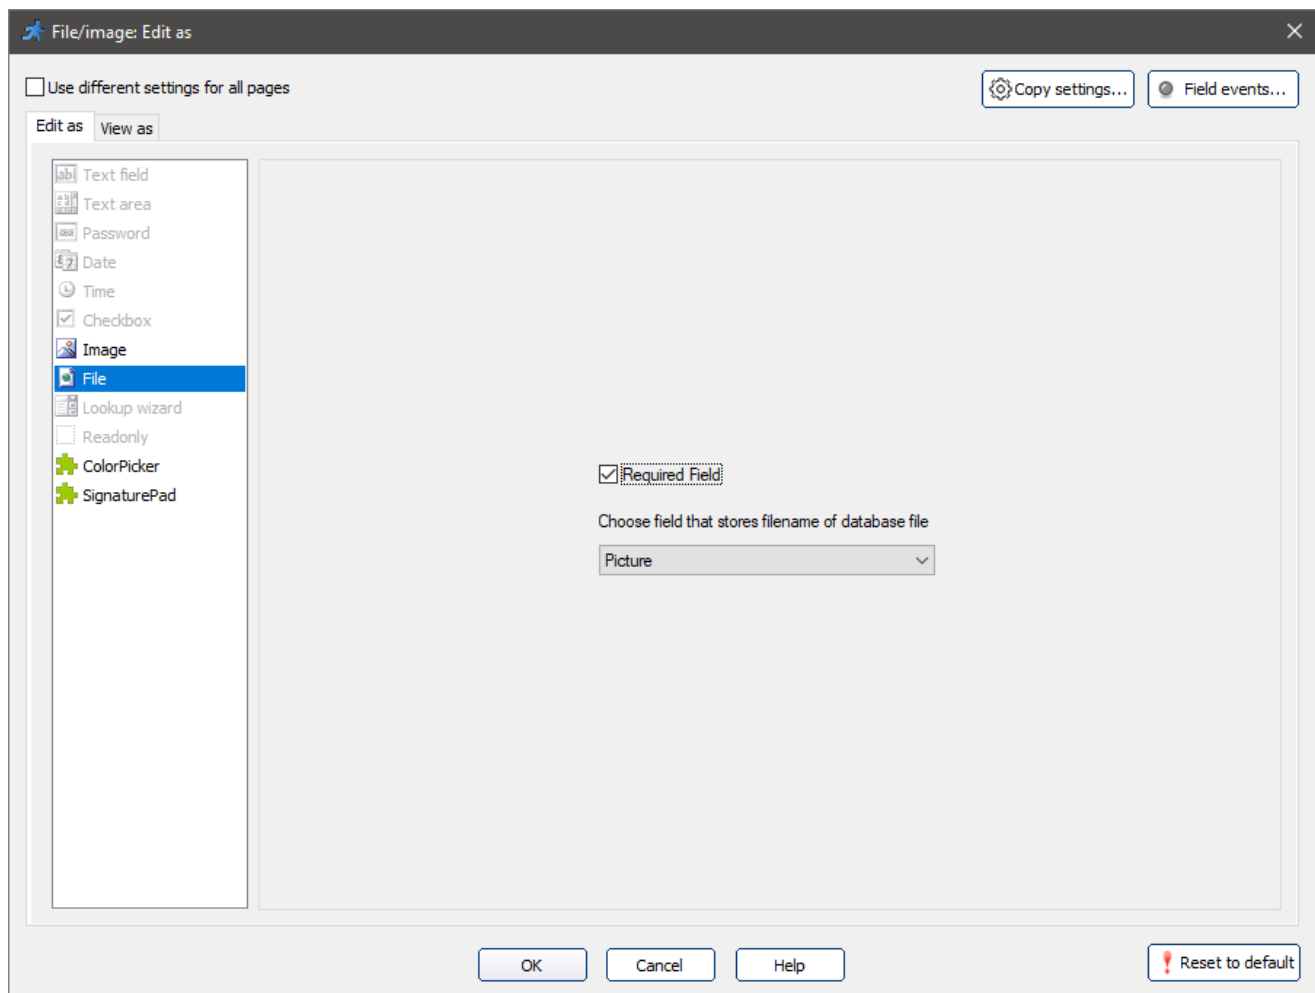 File/image: Edit as
Use different settings for all pages
Copy settings...
Field events...
Edit as
View as
Text field
Text area
Password
Date
Time
Checkbox
Image
File
Lookup wizard
Readonly
ColorPicker
SignaturePad
Required Field
Choose field that stores filename of database file
Picture
OK
Cancel
Help
Reset to default